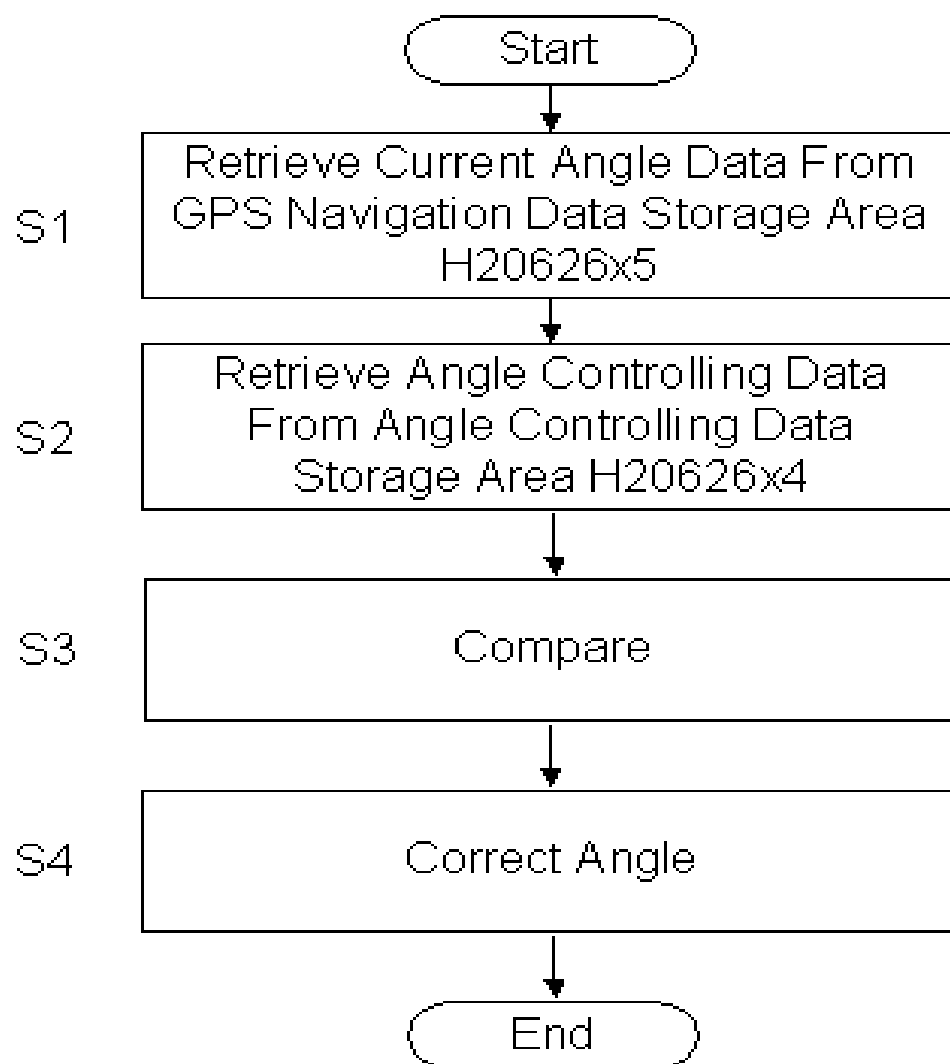 Start
S1
Retrieve Current Angle Data From
GPS Navigation Data Storage Area
H20626x5
S2
Retrieve Angle Controlling Data
From Angle Controlling Data
Storage Area H20626x4
S3
Compare
S4
Correct Angle
End